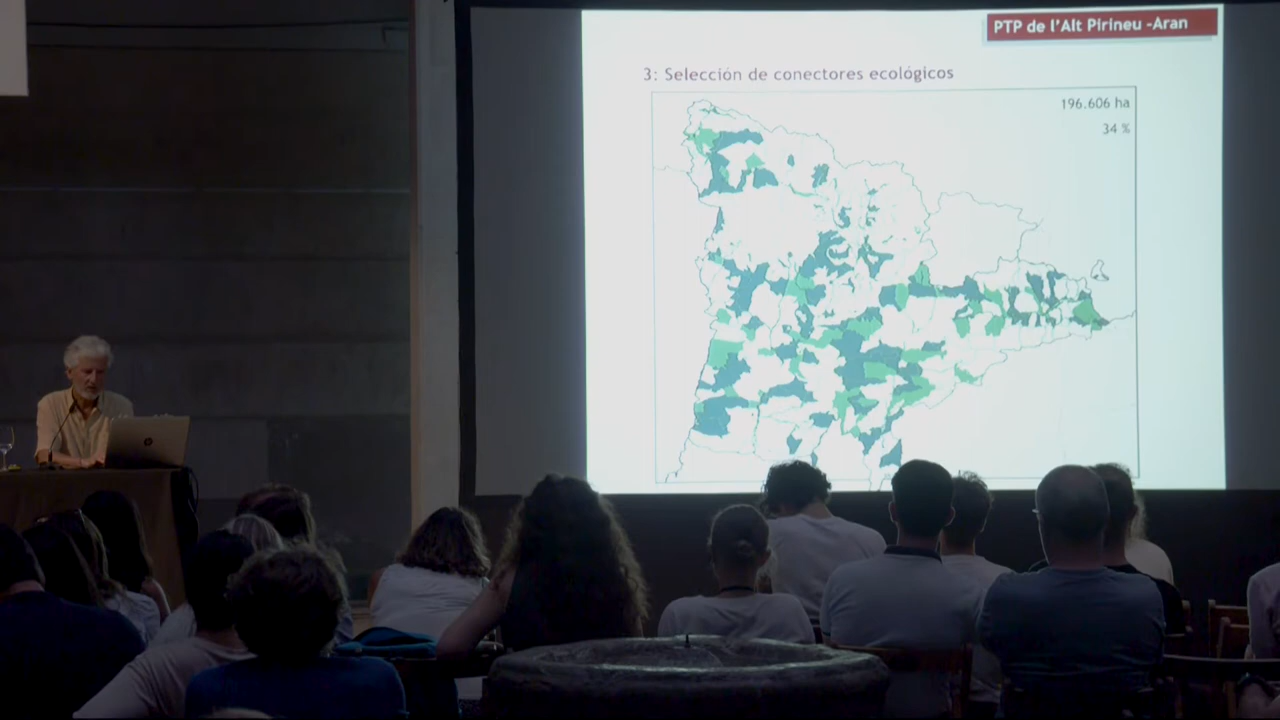 PTP de l'Alt Pirineu -Aran
3: Selección de conectores ecológicos
196.606 ha
34 %